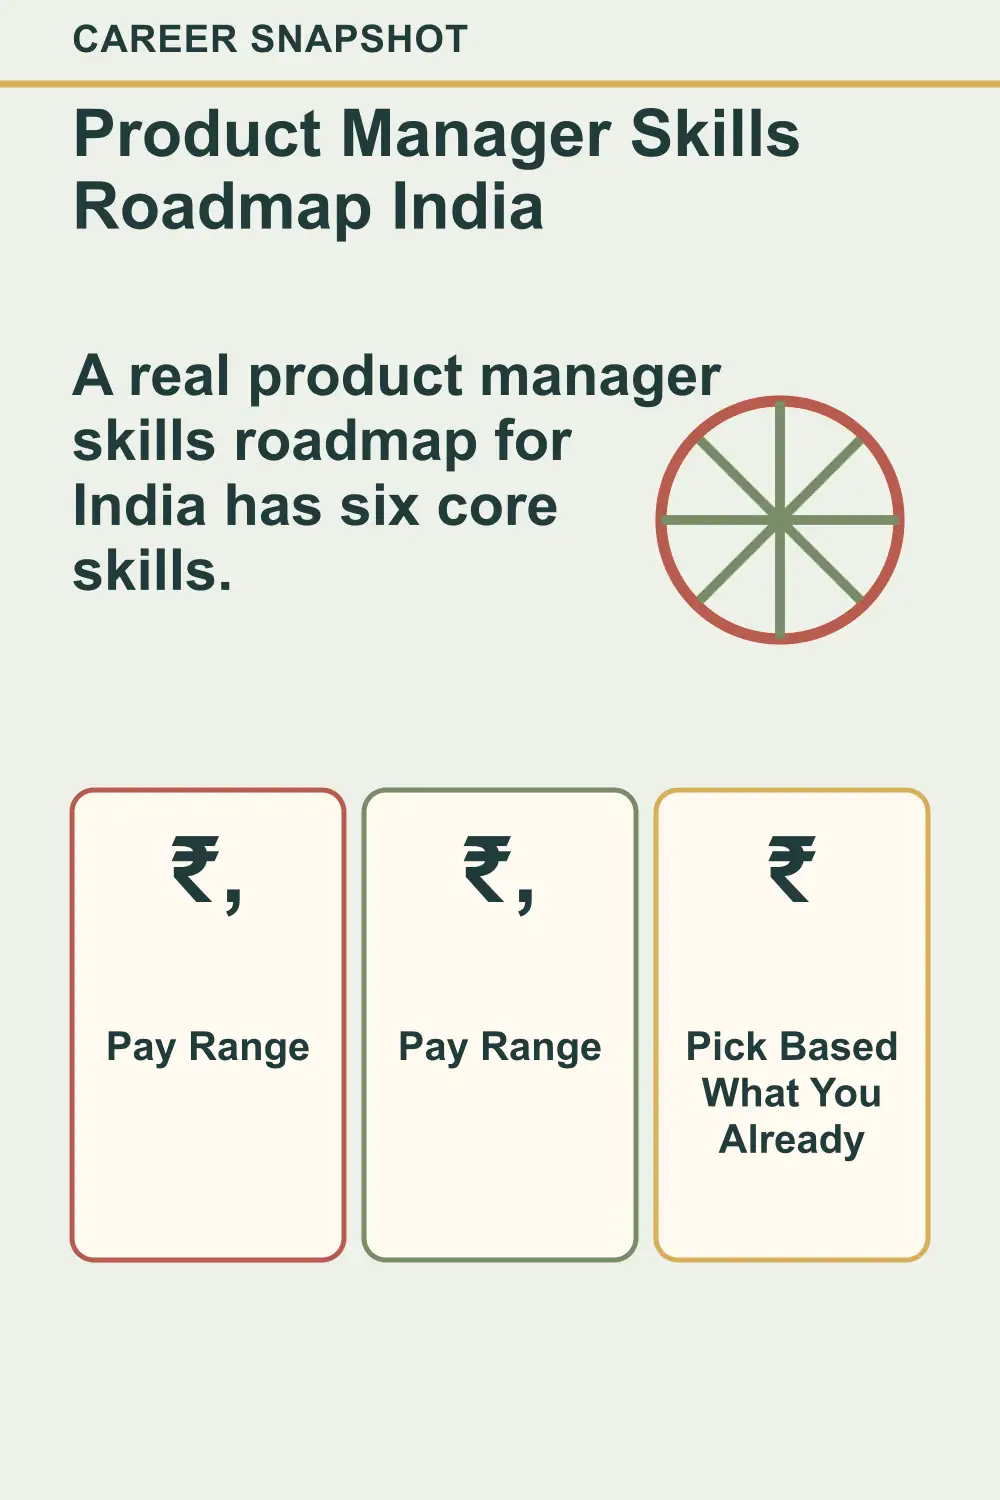 CAREER SNAPSHOT
Product Manager Skills
Roadmap India
A real product manager
skills roadmap for
India has six core
skills.
₹,
Pay Range
₹,
Pay Range
₹
Pick Based
What You
Already